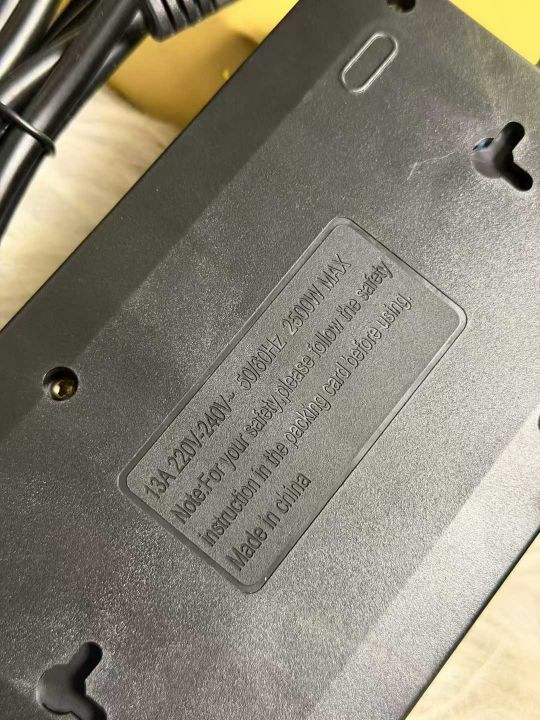 13A 220V-240V~ 50/60Hz 2500W MAX
Note:For your safety,please follow the safety
instruction in the packing card before using.
Made in china